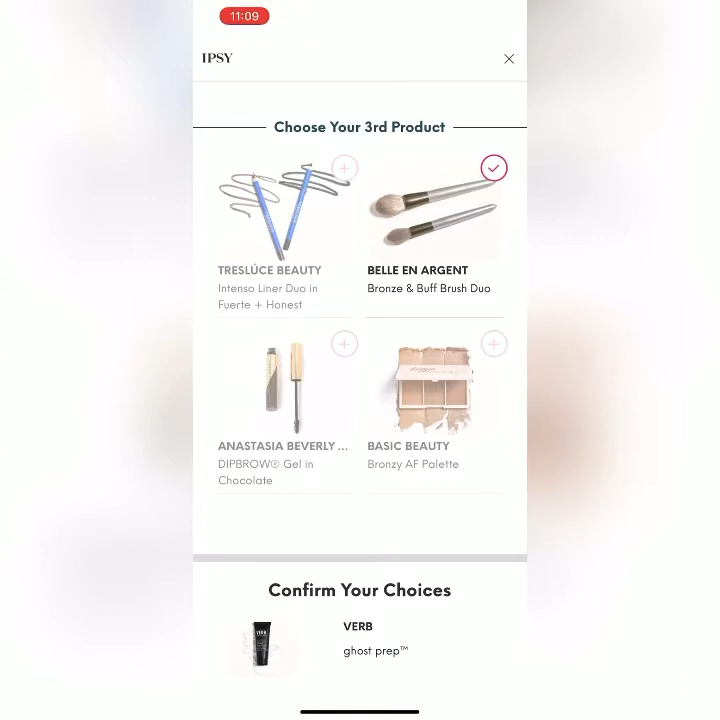 11:09
IPSY
Choose Your 3rd Product
TRESLÚCE BEAUTY
Intenso Liner Duo in
Fuerte + Honest
BELLE EN ARGENT
Bronze & Buff Brush Duo
ANASTASIA BEVERLY ...
DIPBROW® Gel in
Chocolate
BASIC BEAUTY
Bronzy AF Palette
Confirm Your Choices
VERB
VERB
ghost prep™